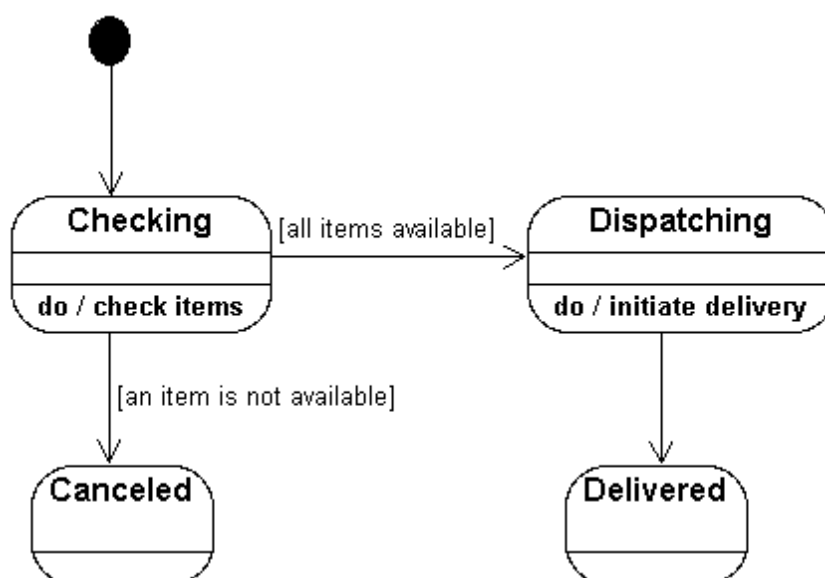 Checking
[all items available]
Dispatching
do / check items
do / initiate delivery
[an item is not available]
Canceled
Delivered